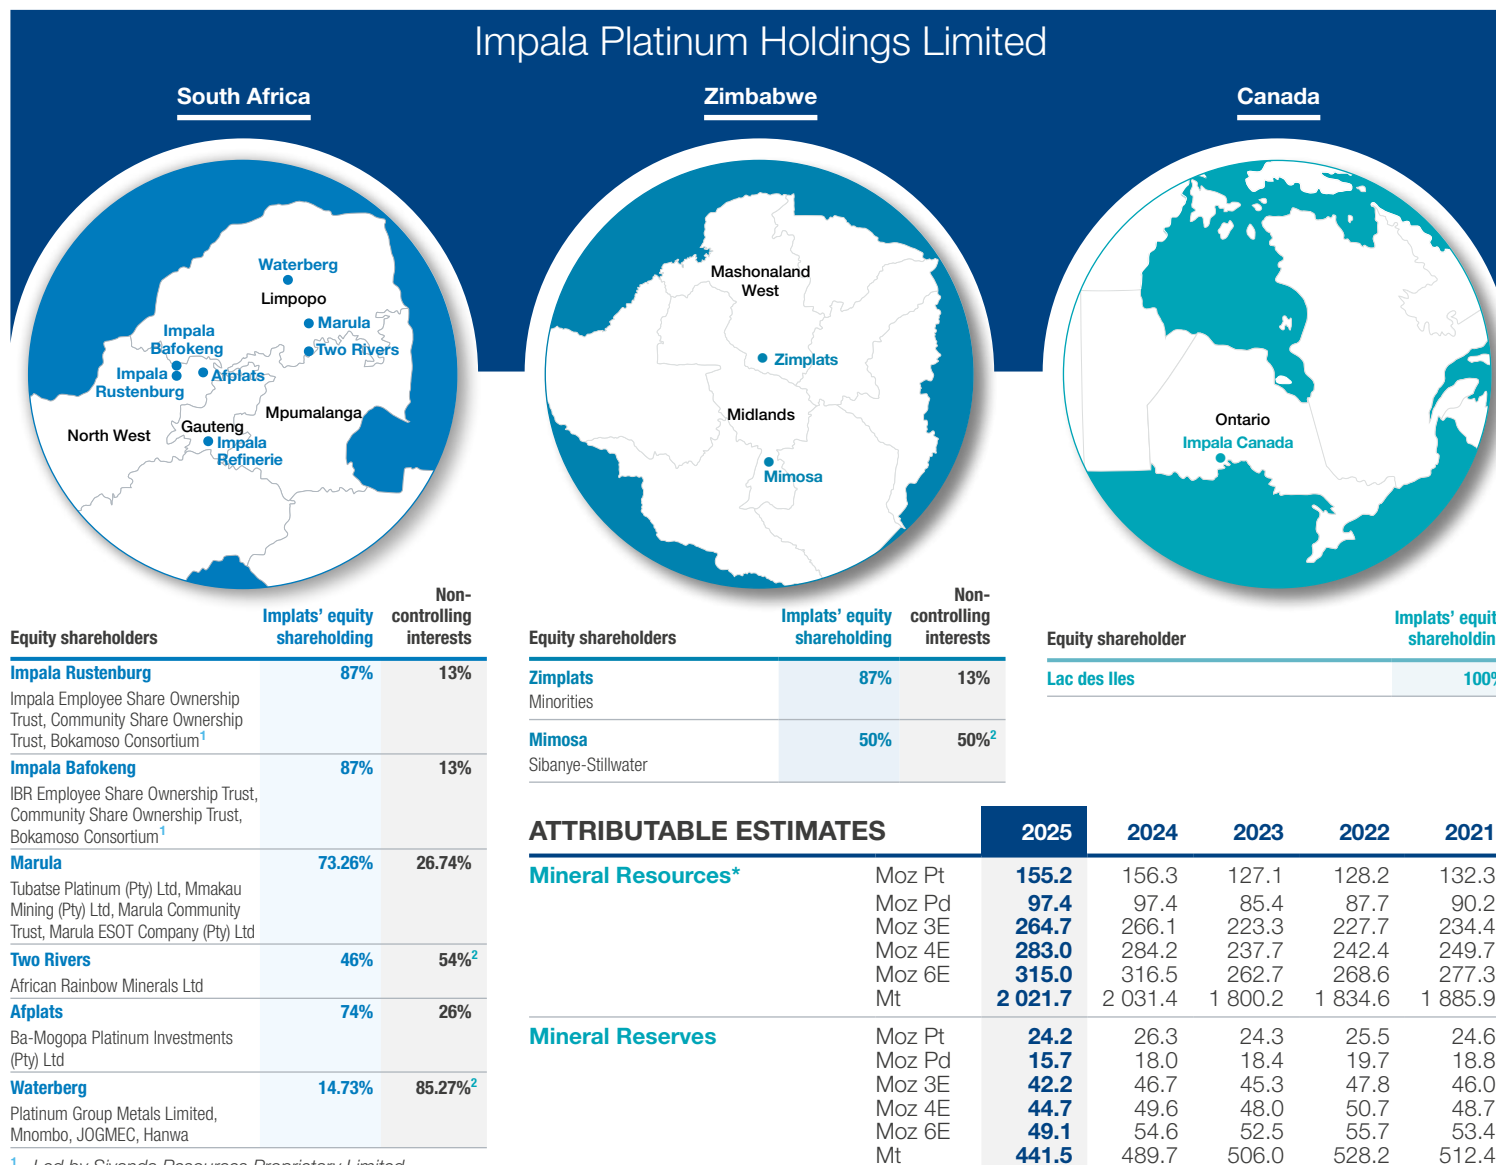 Impala Platinum Holdings Limited
South Africa
Waterberg
Limpopo
Marula
Impala
Bafokeng
Two Rivers
Impala
Rustenburg
Afplats
Mpumalanga
North West
Gauteng
Impala
Refinerie
Zimbabwe
Mashonaland
West
Zimplats
Midlands
Mimosa
Canada
Ontario
Impala Canada
Equity shareholders Implats' equity shareholding Non-controlling interests
Impala Rustenburg 87% 13%
Impala Employee Share Ownership
Trust, Community Share Ownership
Trust, Bokamoso Consortium1
Impala Bafokeng 87% 13%
IBR Employee Share Ownership Trust,
Community Share Ownership Trust,
Bokamoso Consortium1
Marula 73.26% 26.74%
Tubatse Platinum (Pty) Ltd, Mmakau
Mining (Pty) Ltd, Marula Community
Trust, Marula ESOT Company (Pty) Ltd
Two Rivers 46% 54%2
African Rainbow Minerals Ltd
Afplats 74% 26%
Ba-Mogopa Platinum Investments
(Pty) Ltd
Waterberg 14.73% 85.27%2
Platinum Group Metals Limited,
Mnombo, JOGMEC, Hanwa
1 Led by Siyanda Resources Proprietary Limited
Equity shareholders Implats' equity shareholding Non-controlling interests
Zimplats 87% 13%
Minorities
Mimosa 50% 50%2
Sibanye-Stillwater
Equity shareholder Implats' equit shareholdin
Lac des Iles 100%
ATTRIBUTABLE ESTIMATES 2025 2024 2023 2022 2021
Mineral Resources* Moz Pt 155.2 156.3 127.1 128.2 132.3
Moz Pd 97.4 97.4 85.4 87.7 90.2
Moz 3E 264.7 266.1 223.3 227.7 234.4
Moz 4E 283.0 284.2 237.7 242.4 249.7
Moz 6E 315.0 316.5 262.7 268.6 277.3
Mt 2 021.7 2 031.4 1 800.2 1 834.6 1 885.9
Mineral Reserves Moz Pt 24.2 26.3 24.3 25.5 24.6
Moz Pd 15.7 18.0 18.4 19.7 18.8
Moz 3E 42.2 46.7 45.3 47.8 46.0
Moz 4E 44.7 49.6 48.0 50.7 48.7
Moz 6E 49.1 54.6 52.5 55.7 53.4
Mt 441.5 489.7 506.0 528.2 512.4